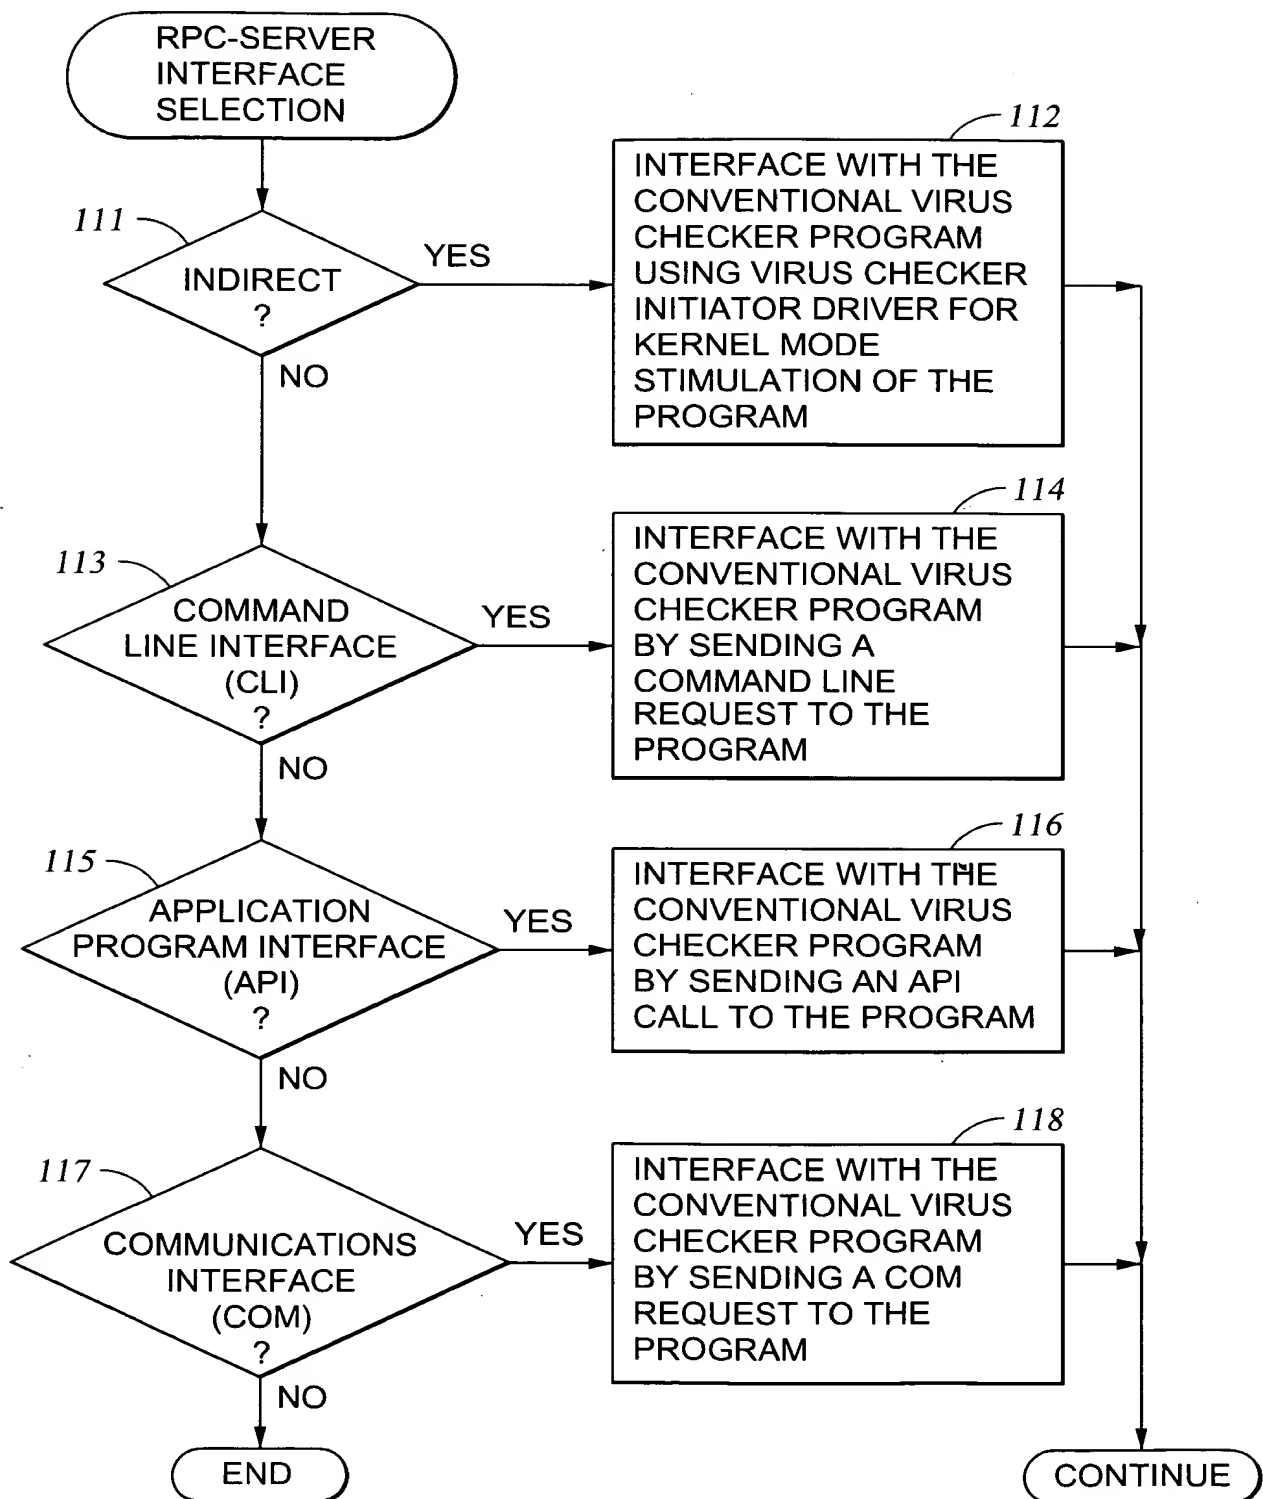 RPC-SERVER
INTERFACE
SELECTION
111
INDIRECT
?
YES
NO
112
INTERFACE WITH THE
CONVENTIONAL VIRUS
CHECKER PROGRAM
USING VIRUS CHECKER
INITIATOR DRIVER FOR
KERNEL MODE
STIMULATION OF THE
PROGRAM
113
COMMAND
LINE INTERFACE
(CLI)
?
YES
NO
114
INTERFACE WITH THE
CONVENTIONAL VIRUS
CHECKER PROGRAM
BY SENDING A
COMMAND LINE
REQUEST TO THE
PROGRAM
115
APPLICATION
PROGRAM INTERFACE
(API)
?
YES
NO
116
INTERFACE WITH THE
CONVENTIONAL VIRUS
CHECKER PROGRAM
BY SENDING AN API
CALL TO THE PROGRAM
117
COMMUNICATIONS
INTERFACE
(COM)
?
YES
NO
118
INTERFACE WITH THE
CONVENTIONAL VIRUS
CHECKER PROGRAM
BY SENDING A COM
REQUEST TO THE
PROGRAM
END
CONTINUE